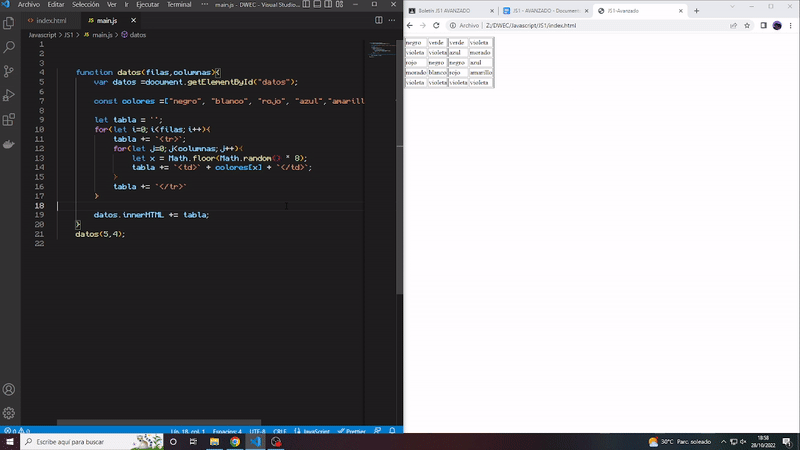 Archivo Editar Selección Ver Ir Ejecutar Terminal ··· main.js - DWEC - Visual Studio...
index.html
main.js
Javascript > JS1 > main.js > datos
1
2
3
4 function datos(filas,columnas){
5 var datos =document.getElementById("datos");
6
7 const colores =["negro", "blanco", "rojo", "azul","amarill
8
9 let tabla = '';
10 for(let i=0;i<filas;i++){
11 tabla += `<tr>`;
12 for(let j=0;j<columnas;j++){
13 let x = Math.floor(Math.random() * 8);
14 tabla += `<td>` + colores[x] + `</td>`;
15 }
16 tabla += `</tr>`
17 }
18
19 datos.innerHTML += tabla;
20 }
21 datos(5,4);
22
0 0 Lín. 18, col. 1 Espacios: 4 UTF-8 CRLF JavaScript Prettier
Boletín JS1 AVANZADO
JS1 - AVANZADO - Document
JS1-Avanzado
Archivo Z:/DWEC/Javascript/JS1/index.html
negro verde verde violeta
violeta violeta azul morado
rojo negro negro azul
morado blanco rojo amarillo
violeta violeta violeta violeta
Escribe aquí para buscar
30°C Parc. soleado
18:58
28/10/2022